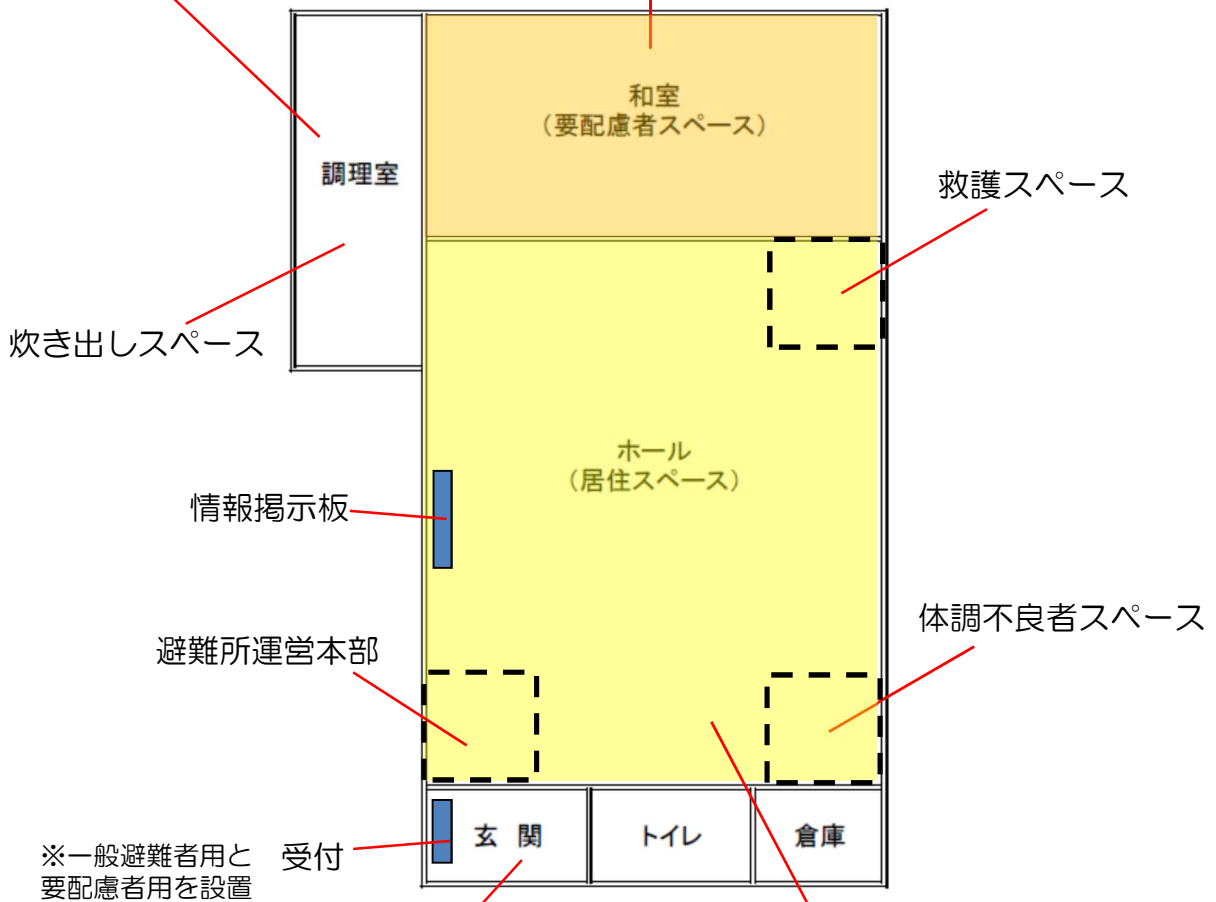 和室
（要配慮者スペース）
調理室
救護スペース
炊き出しスペース
ホール
（居住スペース）
情報掲示板
体調不良者スペース
避難所運営本部
玄 関
トイレ
倉庫
※一般避難者用と
要配慮者用を設置
受付